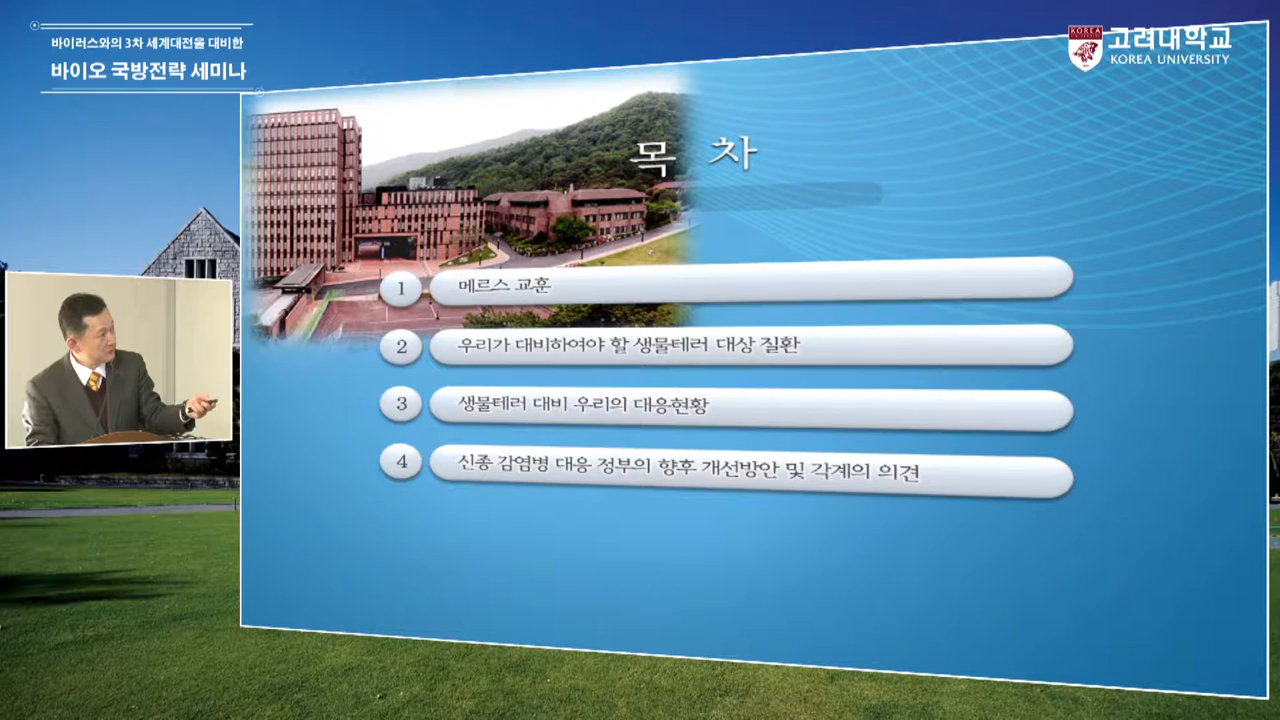 바이러스와의 3차 세계대전을 대비한
바이오 국방전략 세미나
KOREA
고려대학교
KOREA UNIVERSITY
목 차
1 메르스 교훈
2 우리가 대비하여야 할 생물테러 대상 질환
3 생물테러 대비 우리의 대응현황
4 신종 감염병 대응 정부의 향후 개선방안 및 각계의 의견